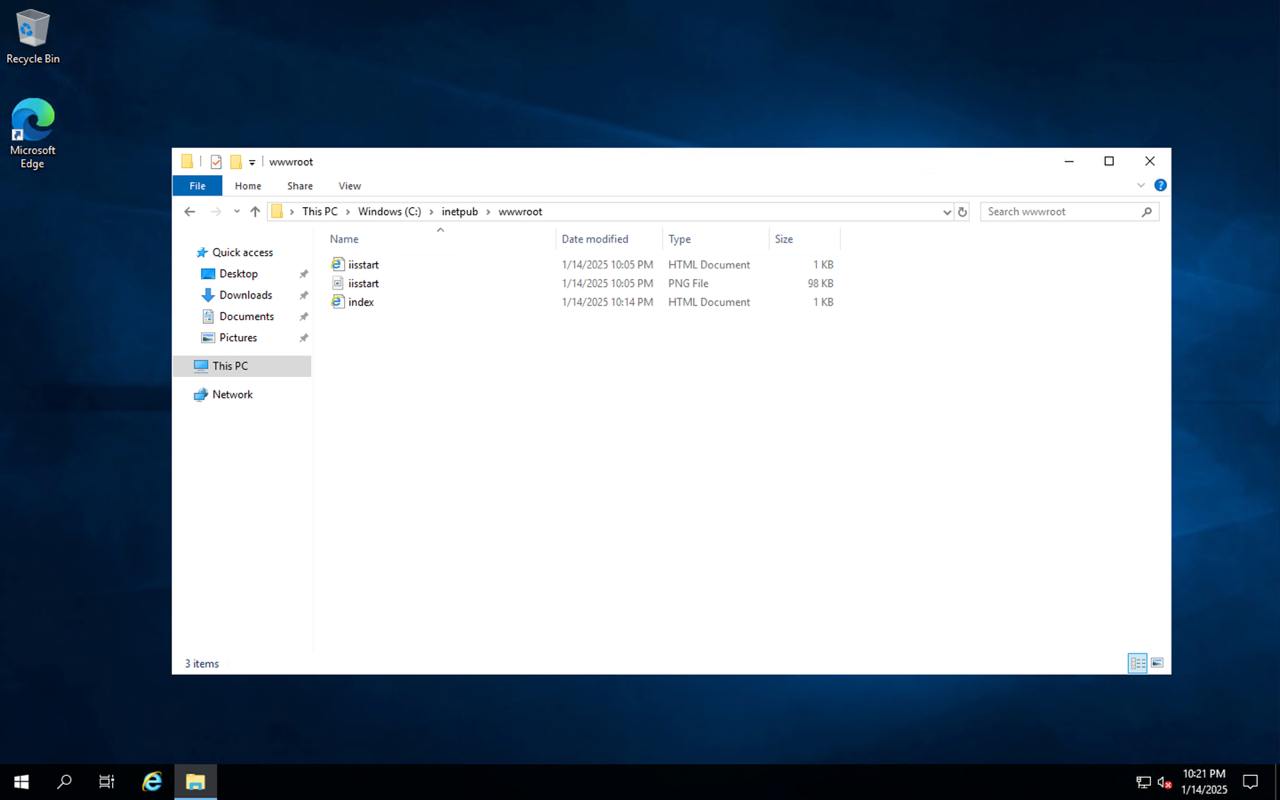 Recycle Bin
Microsoft
Edge
wwwroot
File Home Share View
This PC Windows (C:) inetpub wwwroot Search wwwroot
Name Date modified Type Size
Quick access
Desktop
Downloads
Documents
Pictures
This PC
Network
iisstart 1/14/2025 10:05 PM HTML Document 1 KB
iisstart 1/14/2025 10:05 PM PNG File 98 KB
index 1/14/2025 10:14 PM HTML Document 1 KB
3 items
10:21 PM
1/14/2025